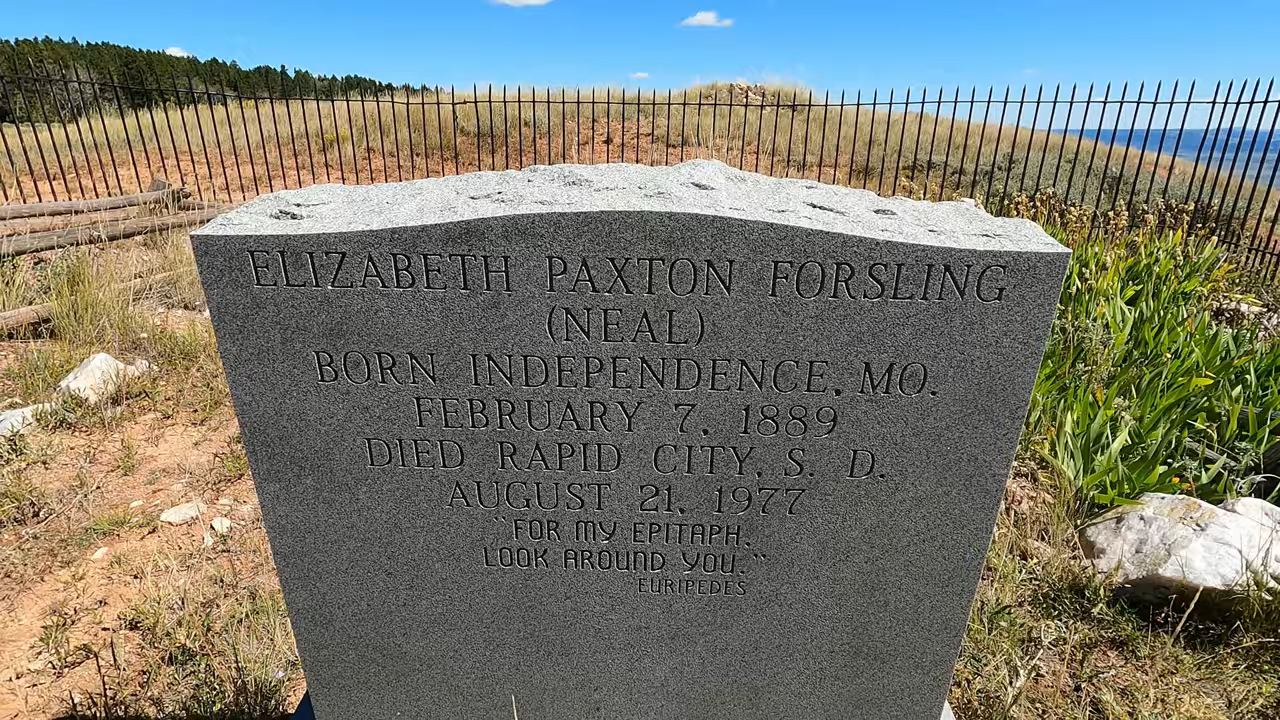 ELIZABETH PAXTON FORSLING
(NEAL)
BORN INDEPENDENCE, MO.
FEBRUARY 7, 1889
DIED RAPID CITY, S. D.
AUGUST 21, 1977
"FOR MY EPITAPH,
LOOK AROUND YOU."
EURIPEDES